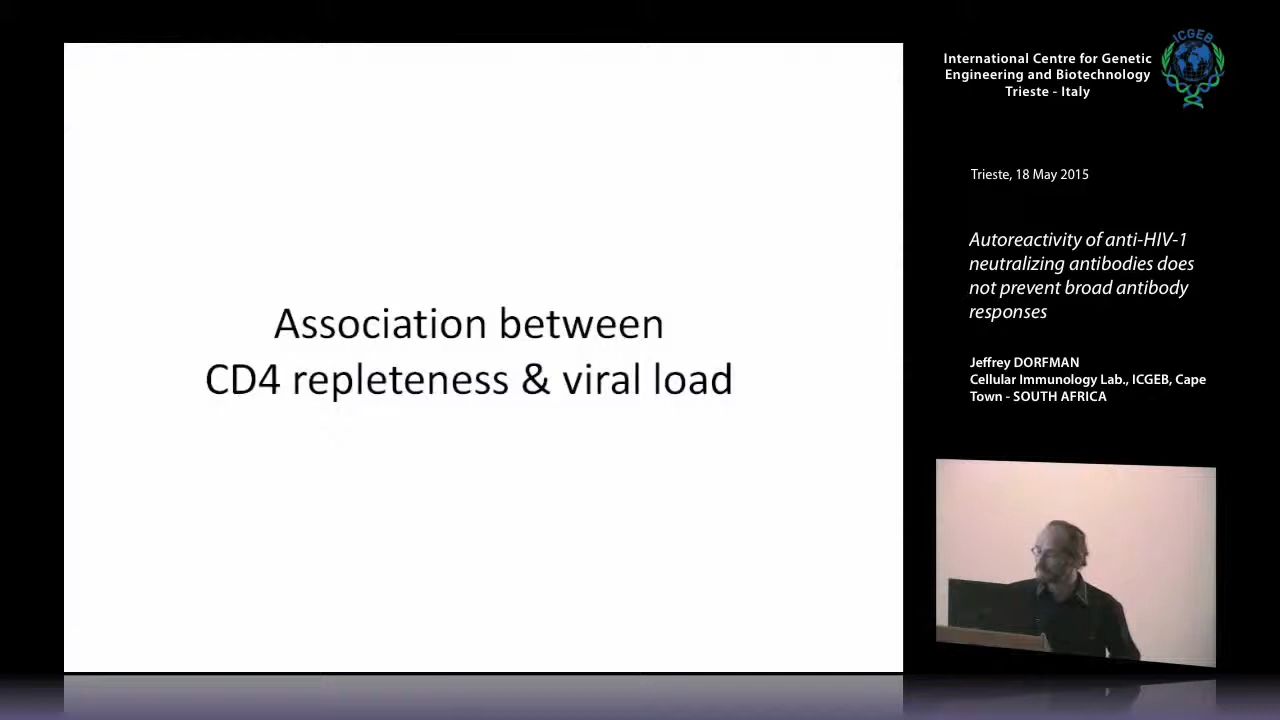 Association between
CD4 repleteness & viral load
International Centre for Genetic
Engineering and Biotechnology
Trieste - Italy
ICGEB
Trieste, 18 May 2015
Autoreactivity of anti-HIV-1
neutralizing antibodies does
not prevent broad antibody
responses
Jeffrey DORFMAN
Cellular Immunology Lab., ICGEB, Cape
Town - SOUTH AFRICA